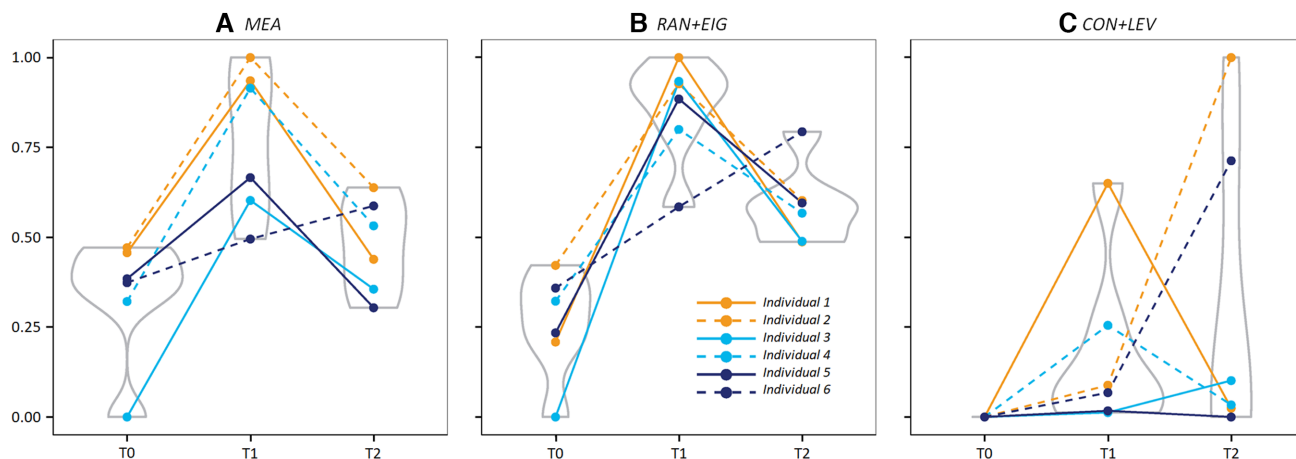 A MEA
B RAN+EIG
C CON+LEV
1.00
0.75
0.50
0.25
0.00
Individual 1
Individual 2
Individual 3
Individual 4
Individual 5
Individual 6
T0 T1 T2
T0 T1 T2
T0 T1 T2